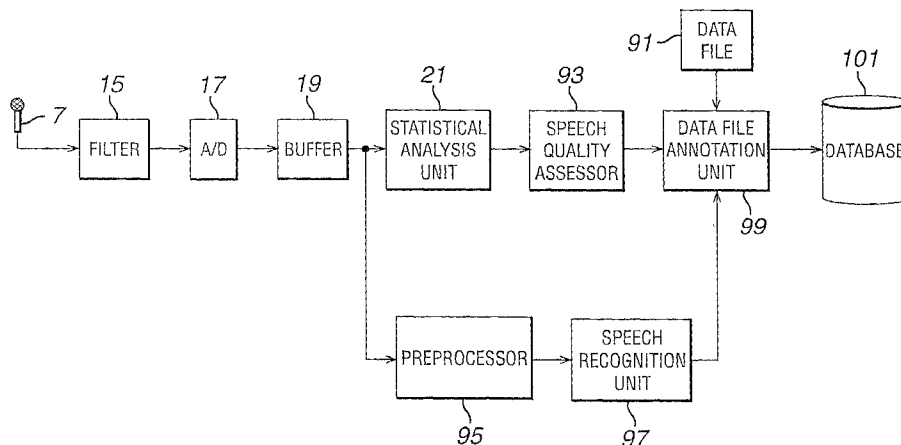 91
DATA
FILE
101
15
17
19
21
93
7
FILTER
A/D
BUFFER
STATISTICAL
ANALYSIS
UNIT
SPEECH
QUALITY
ASSESSOR
DATA FILE
ANNOTATION
UNIT
DATABASE
99
PREPROCESSOR
SPEECH
RECOGNITION
UNIT
95
97